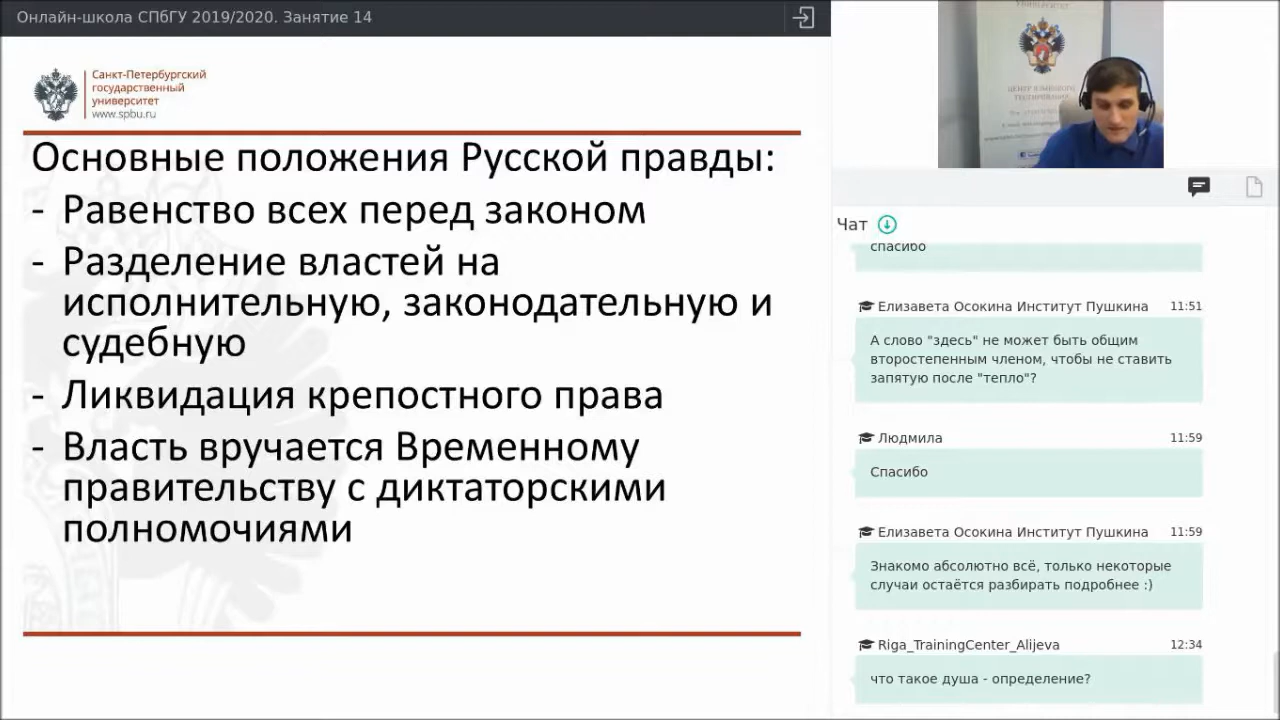 Онлайн-школа СПбГУ 2019/2020. Занятие 14
Санкт-Петербургский
государственный
университет
www.spbu.ru
Основные положения Русской правды:
- Равенство всех перед законом
- Разделение властей на
исполнительную, законодательную и
судебную
- Ликвидация крепостного права
- Власть вручается Временному
правительству с диктаторскими
полномочиями
УНИВЕРСИТЕТ
ЦЕНТР ЯЗЫКОВОГО
ТЕСТИРОВАНИЯ
Чат
спасибо
Елизавета Осокина Институт Пушкина 11:51
А слово "здесь" не может быть общим
второстепенным членом, чтобы не ставить
запятую после "тепло"?
Людмила 11:59
Спасибо
Елизавета Осокина Институт Пушкина 11:59
Знакомо абсолютно всё, только некоторые
случаи остаётся разбирать подробнее :)
Riga_TrainingCenter_Alijeva 12:34
что такое душа - определение?